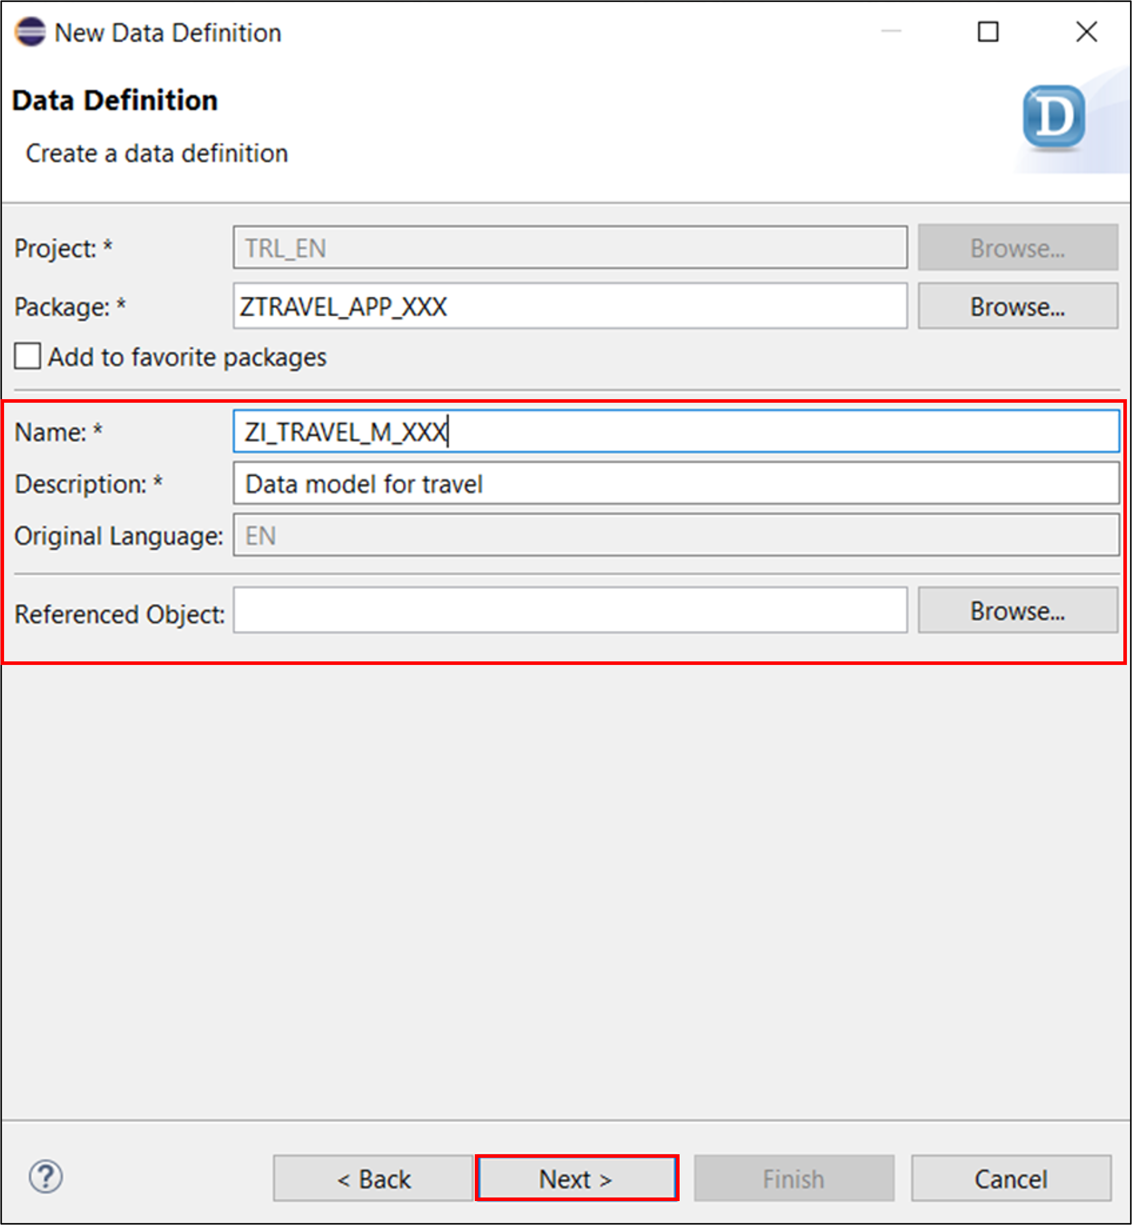 New Data Definition
Data Definition
D
Create a data definition
Project: * TRL_EN Browse...
Package: * ZTRAVEL_APP_XXX Browse...
Add to favorite packages
Name: * ZI_TRAVEL_M_XXX
Description: * Data model for travel
Original Language: EN
Referenced Object: Browse...
? < Back Next > Finish Cancel